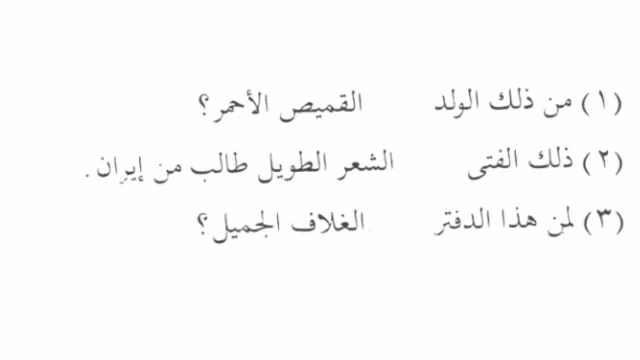 (١) من ذلك الولد القميص الأحمر؟
(٢) ذلك الفتى الشعر الطويل طالب من إيران.
(٣) لمن هذا الدفتر الغلاف الجميل؟